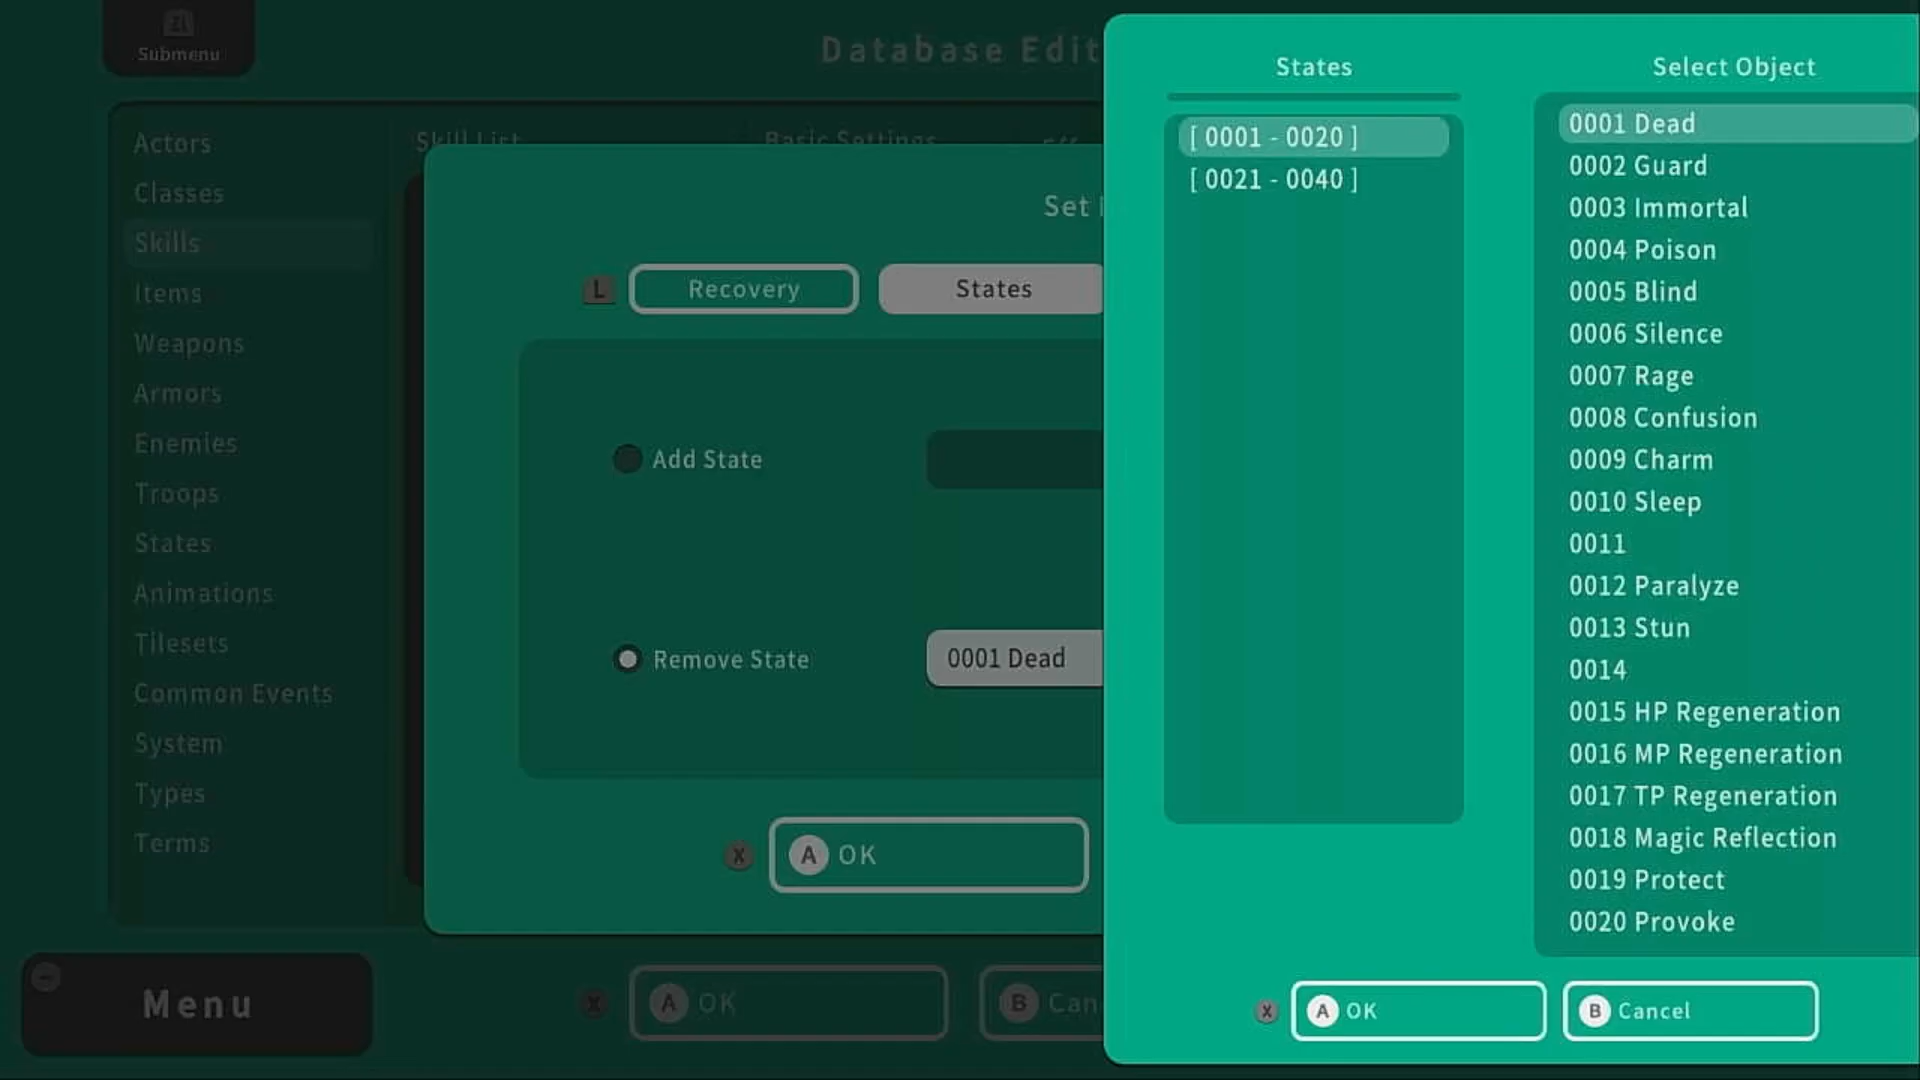 ZL
Submenu
Database Edit
Actors
Classes
Skills
Items
Weapons
Armors
Enemies
Troops
States
Animations
Tilesets
Common Events
System
Types
Terms
Skill List
Basic Settings
Set
L
Recovery
States
Add State
Remove State
0001 Dead
X
A OK
Menu
X
A OK
B Canc
States
[ 0001 - 0020 ]
[ 0021 - 0040 ]
Select Object
0001 Dead
0002 Guard
0003 Immortal
0004 Poison
0005 Blind
0006 Silence
0007 Rage
0008 Confusion
0009 Charm
0010 Sleep
0011
0012 Paralyze
0013 Stun
0014
0015 HP Regeneration
0016 MP Regeneration
0017 TP Regeneration
0018 Magic Reflection
0019 Protect
0020 Provoke
X
A OK
B Cancel